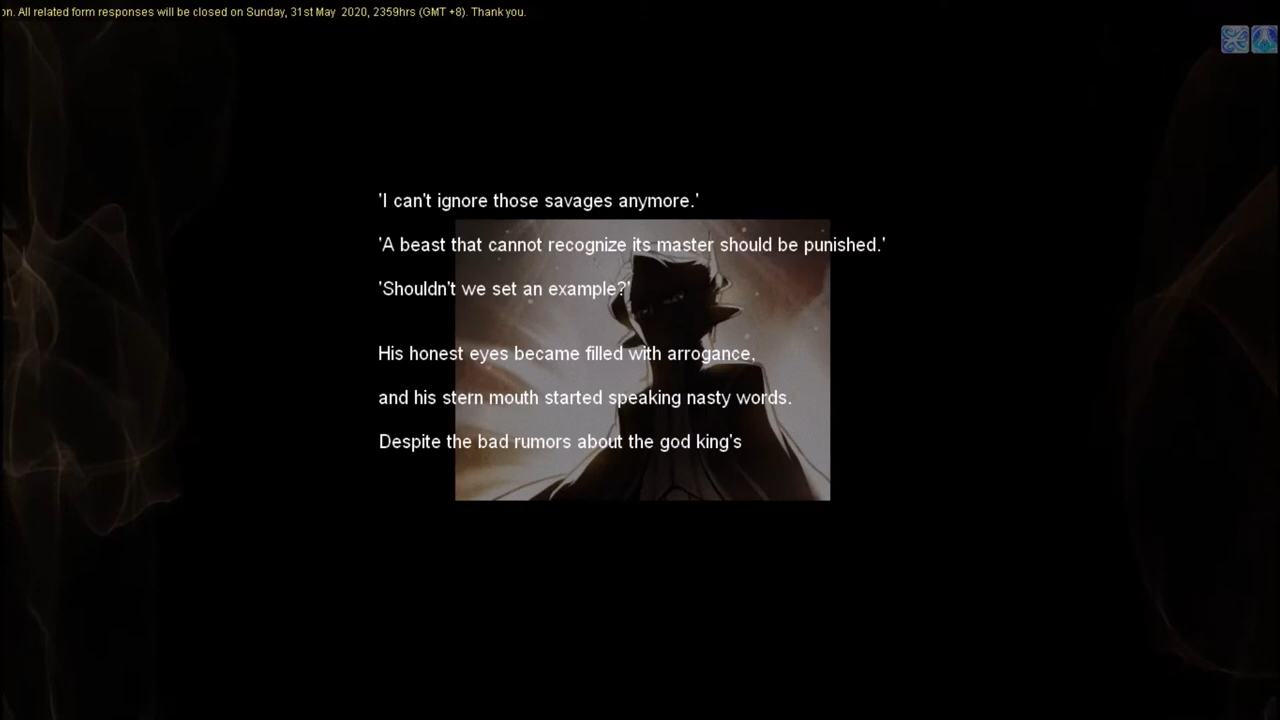 on. All related form responses will be closed on Sunday, 31st May 2020, 2359hrs (GMT +8). Thank you.
'I can't ignore those savages anymore.'
'A beast that cannot recognize its master should be punished.'
'Shouldn't we set an example?'
His honest eyes became filled with arrogance,
and his stern mouth started speaking nasty words.
Despite the bad rumors about the god king's